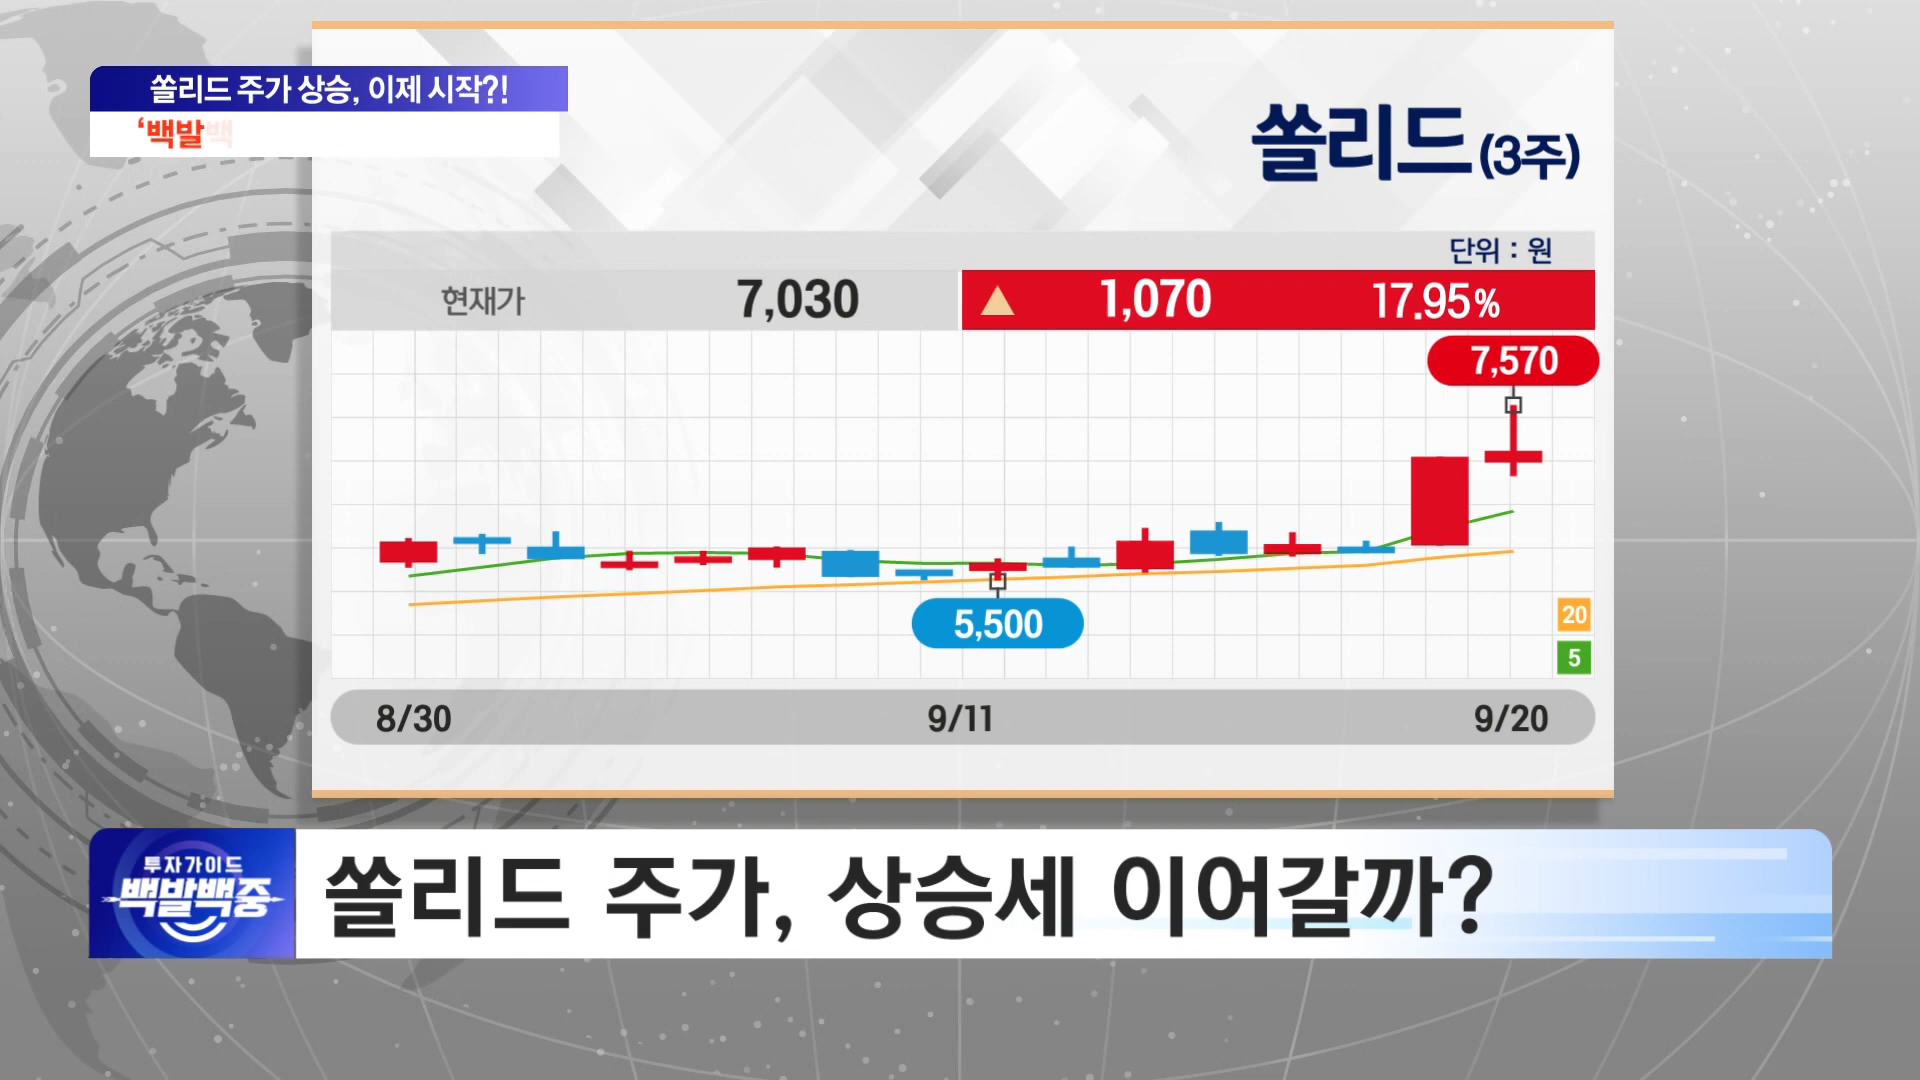 쏠리드 주가 상승, 이제 시작?!
‘백발백
쏠리드 (3주)
단위 : 원
현재가 7,030 ▲ 1,070 17.95%
7,570
5,500
20
5
8/30 9/11 9/20
투자가이드
백발백중
쏠리드 주가, 상승세 이어갈까?